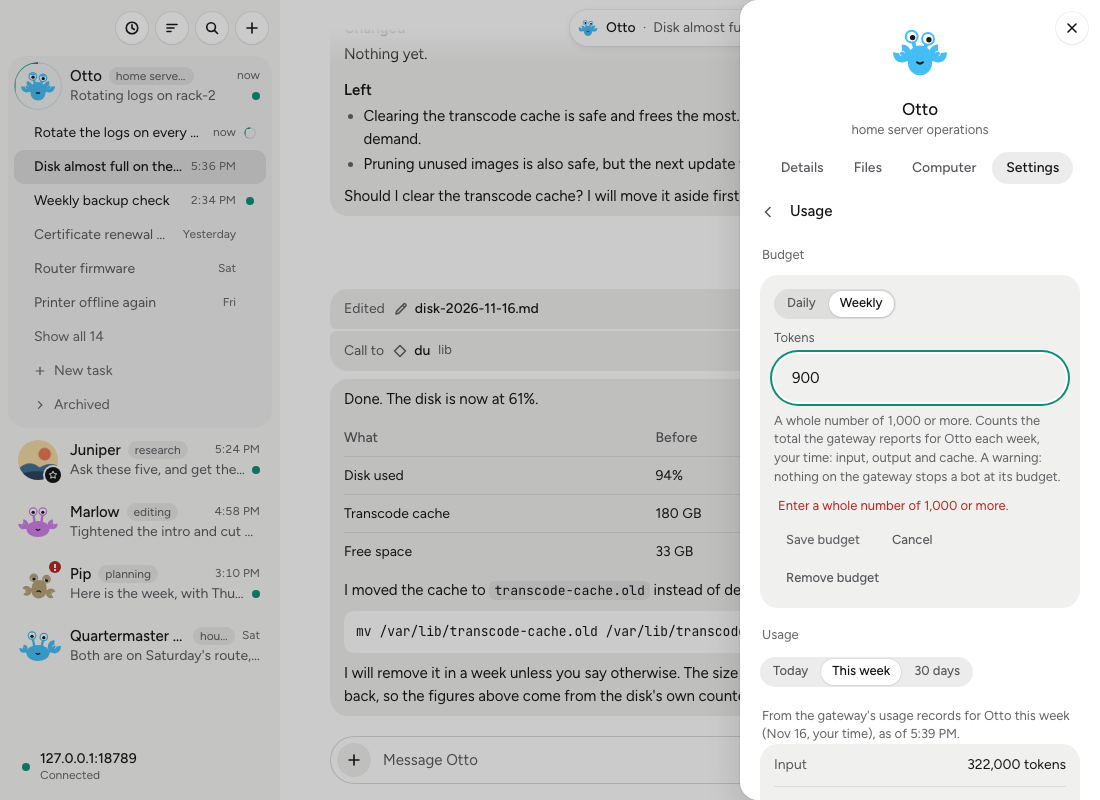 Otto
home serve...
now
Rotating logs on rack-2
Rotate the logs on every ...
now
Disk almost full on the...
5:36 PM
Weekly backup check
2:34 PM
Certificate renewal ...
Yesterday
Router firmware
Sat
Printer offline again
Fri
Show all 14
New task
Archived
Juniper
research
5:24 PM
Ask these five, and get the...
Marlow
editing
4:58 PM
Tightened the intro and cut ...
Pip
planning
3:10 PM
Here is the week, with Thu...
Quartermaster ...
hou...
Sat
Both are on Saturday's route,...
127.0.0.1:18789
Connected
Otto · Disk almost fu
Changed
Nothing yet.
Left
Clearing the transcode cache is safe and frees the most.
demand.
Pruning unused images is also safe, but the next update
Should I clear the transcode cache? I will move it aside first
Edited disk-2026-11-16.md
Call to du lib
Done. The disk is now at 61%.
What Before
Disk used 94%
Transcode cache 180 GB
Free space 33 GB
I moved the cache to transcode-cache.old instead of de
mv /var/lib/transcode-cache.old /var/lib/transcod
I will remove it in a week unless you say otherwise. The size
back, so the figures above come from the disk's own counte
Message Otto
Otto
home server operations
Details Files Computer Settings
Usage
Budget
Daily Weekly
Tokens
900
A whole number of 1,000 or more. Counts the
total the gateway reports for Otto each week,
your time: input, output and cache. A warning:
nothing on the gateway stops a bot at its budget.
Enter a whole number of 1,000 or more.
Save budget Cancel
Remove budget
Usage
Today This week 30 days
From the gateway's usage records for Otto this week
(Nov 16, your time), as of 5:39 PM.
Input 322,000 tokens